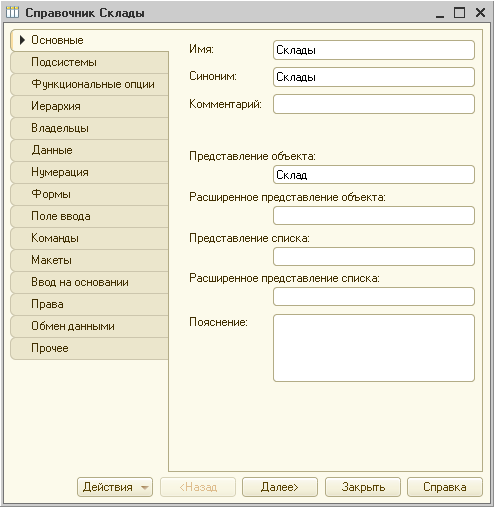 Справочник Склады
Основные
Подсистемы
Функциональные опции
Иерархия
Владельцы
Данные
Нумерация
Формы
Поле ввода
Команды
Макеты
Ввод на основании
Права
Обмен данными
Прочее
Имя: Склады
Синоним: Склады
Комментарий:
Представление объекта:
Склад
Расширенное представление объекта:
Представление списка:
Расширенное представление списка:
Пояснение:
Действия <Назад Далее> Закрыть Справка